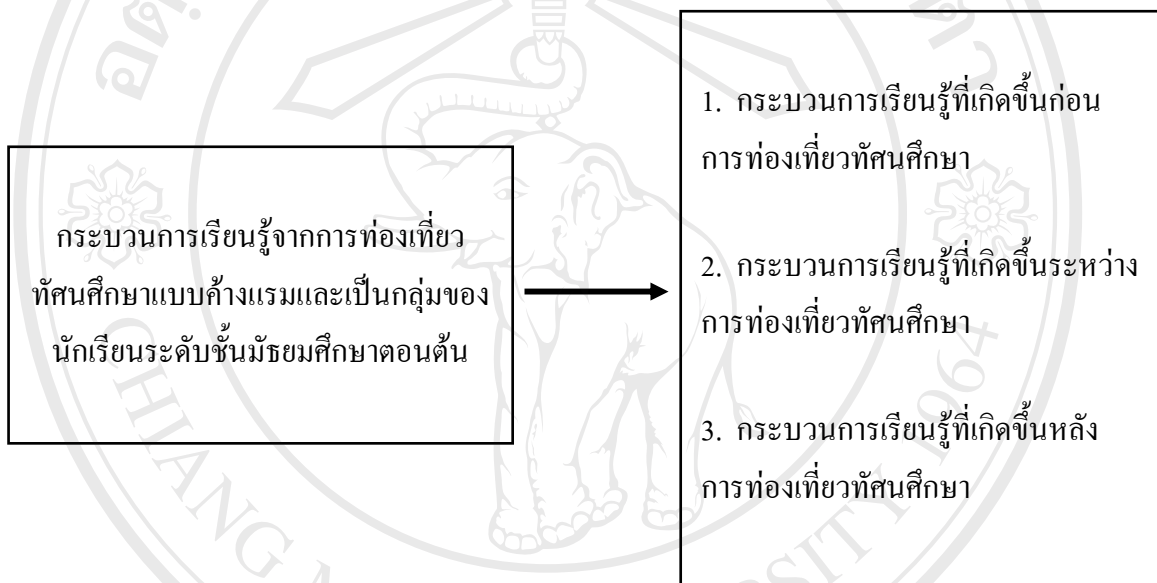 กระบวนการเรียนรู้จากการท่องเที่ยว
ทัศนศึกษาแบบค้างแรมและเป็นกลุ่มของ
นักเรียนระดับชั้นมัธยมศึกษาตอนต้น
1. กระบวนการเรียนรู้ที่เกิดขึ้นก่อน
การท่องเที่ยวทัศนศึกษา
2. กระบวนการเรียนรู้ที่เกิดขึ้นระหว่าง
การท่องเที่ยวทัศนศึกษา
3. กระบวนการเรียนรู้ที่เกิดขึ้นหลัง
การท่องเที่ยวทัศนศึกษา